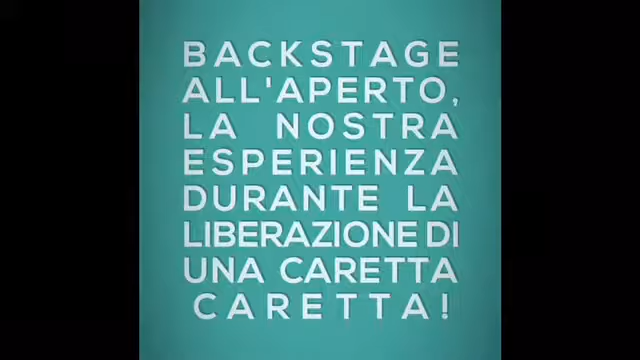 BACKSTAGE
ALL'APERTO,
LA NOSTRA
ESPERIENZA
DURANTE LA
LIBERAZIONE DI
UNA CARETTA
CARETTA!